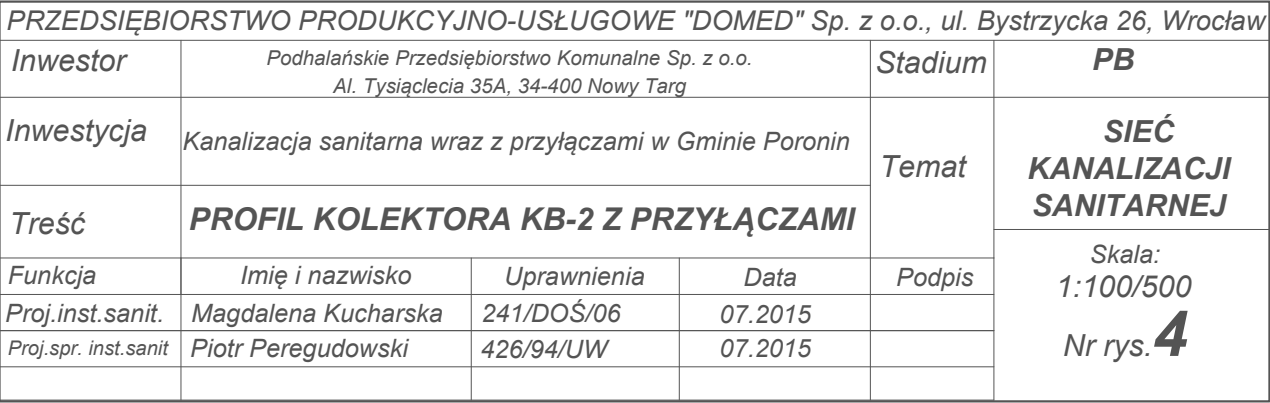 PRZEDSIĘBIORSTWO PRODUKCYJNO-USŁUGOWE "DOMED" Sp. z o.o., ul. Bystrzycka 26, Wrocław
Inwestor
Podhalańskie Przedsiębiorstwo Komunalne Sp. z o.o.
Al. Tysiąclecia 35A, 34-400 Nowy Targ
Stadium
PB
Inwestycja
Kanalizacja sanitarna wraz z przyłączami w Gminie Poronin
Temat
SIEĆ
KANALIZACJI
SANITARNEJ
Treść
PROFIL KOLEKTORA KB-2 Z PRZYŁĄCZAMI
Funkcja Imię i nazwisko Uprawnienia Data Podpis
Proj.inst.sanit. Magdalena Kucharska 241/DOŚ/06 07.2015
Proj.spr. inst.sanit Piotr Peregudowski 426/94/UW 07.2015
Skala:
1:100/500
Nr rys.4